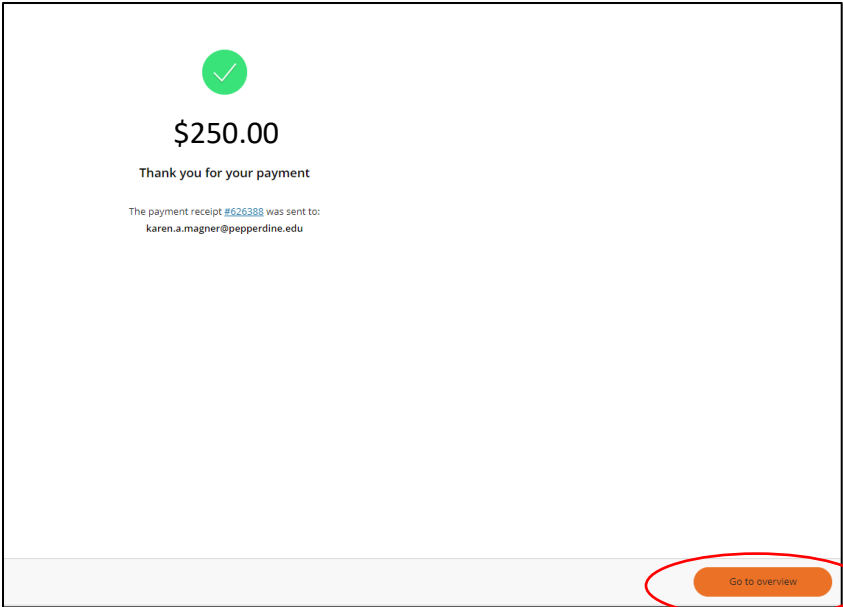 $250.00
Thank you for your payment
The payment receipt #626388 was sent to:
karen.a.magner@pepperdine.edu
Go to overview